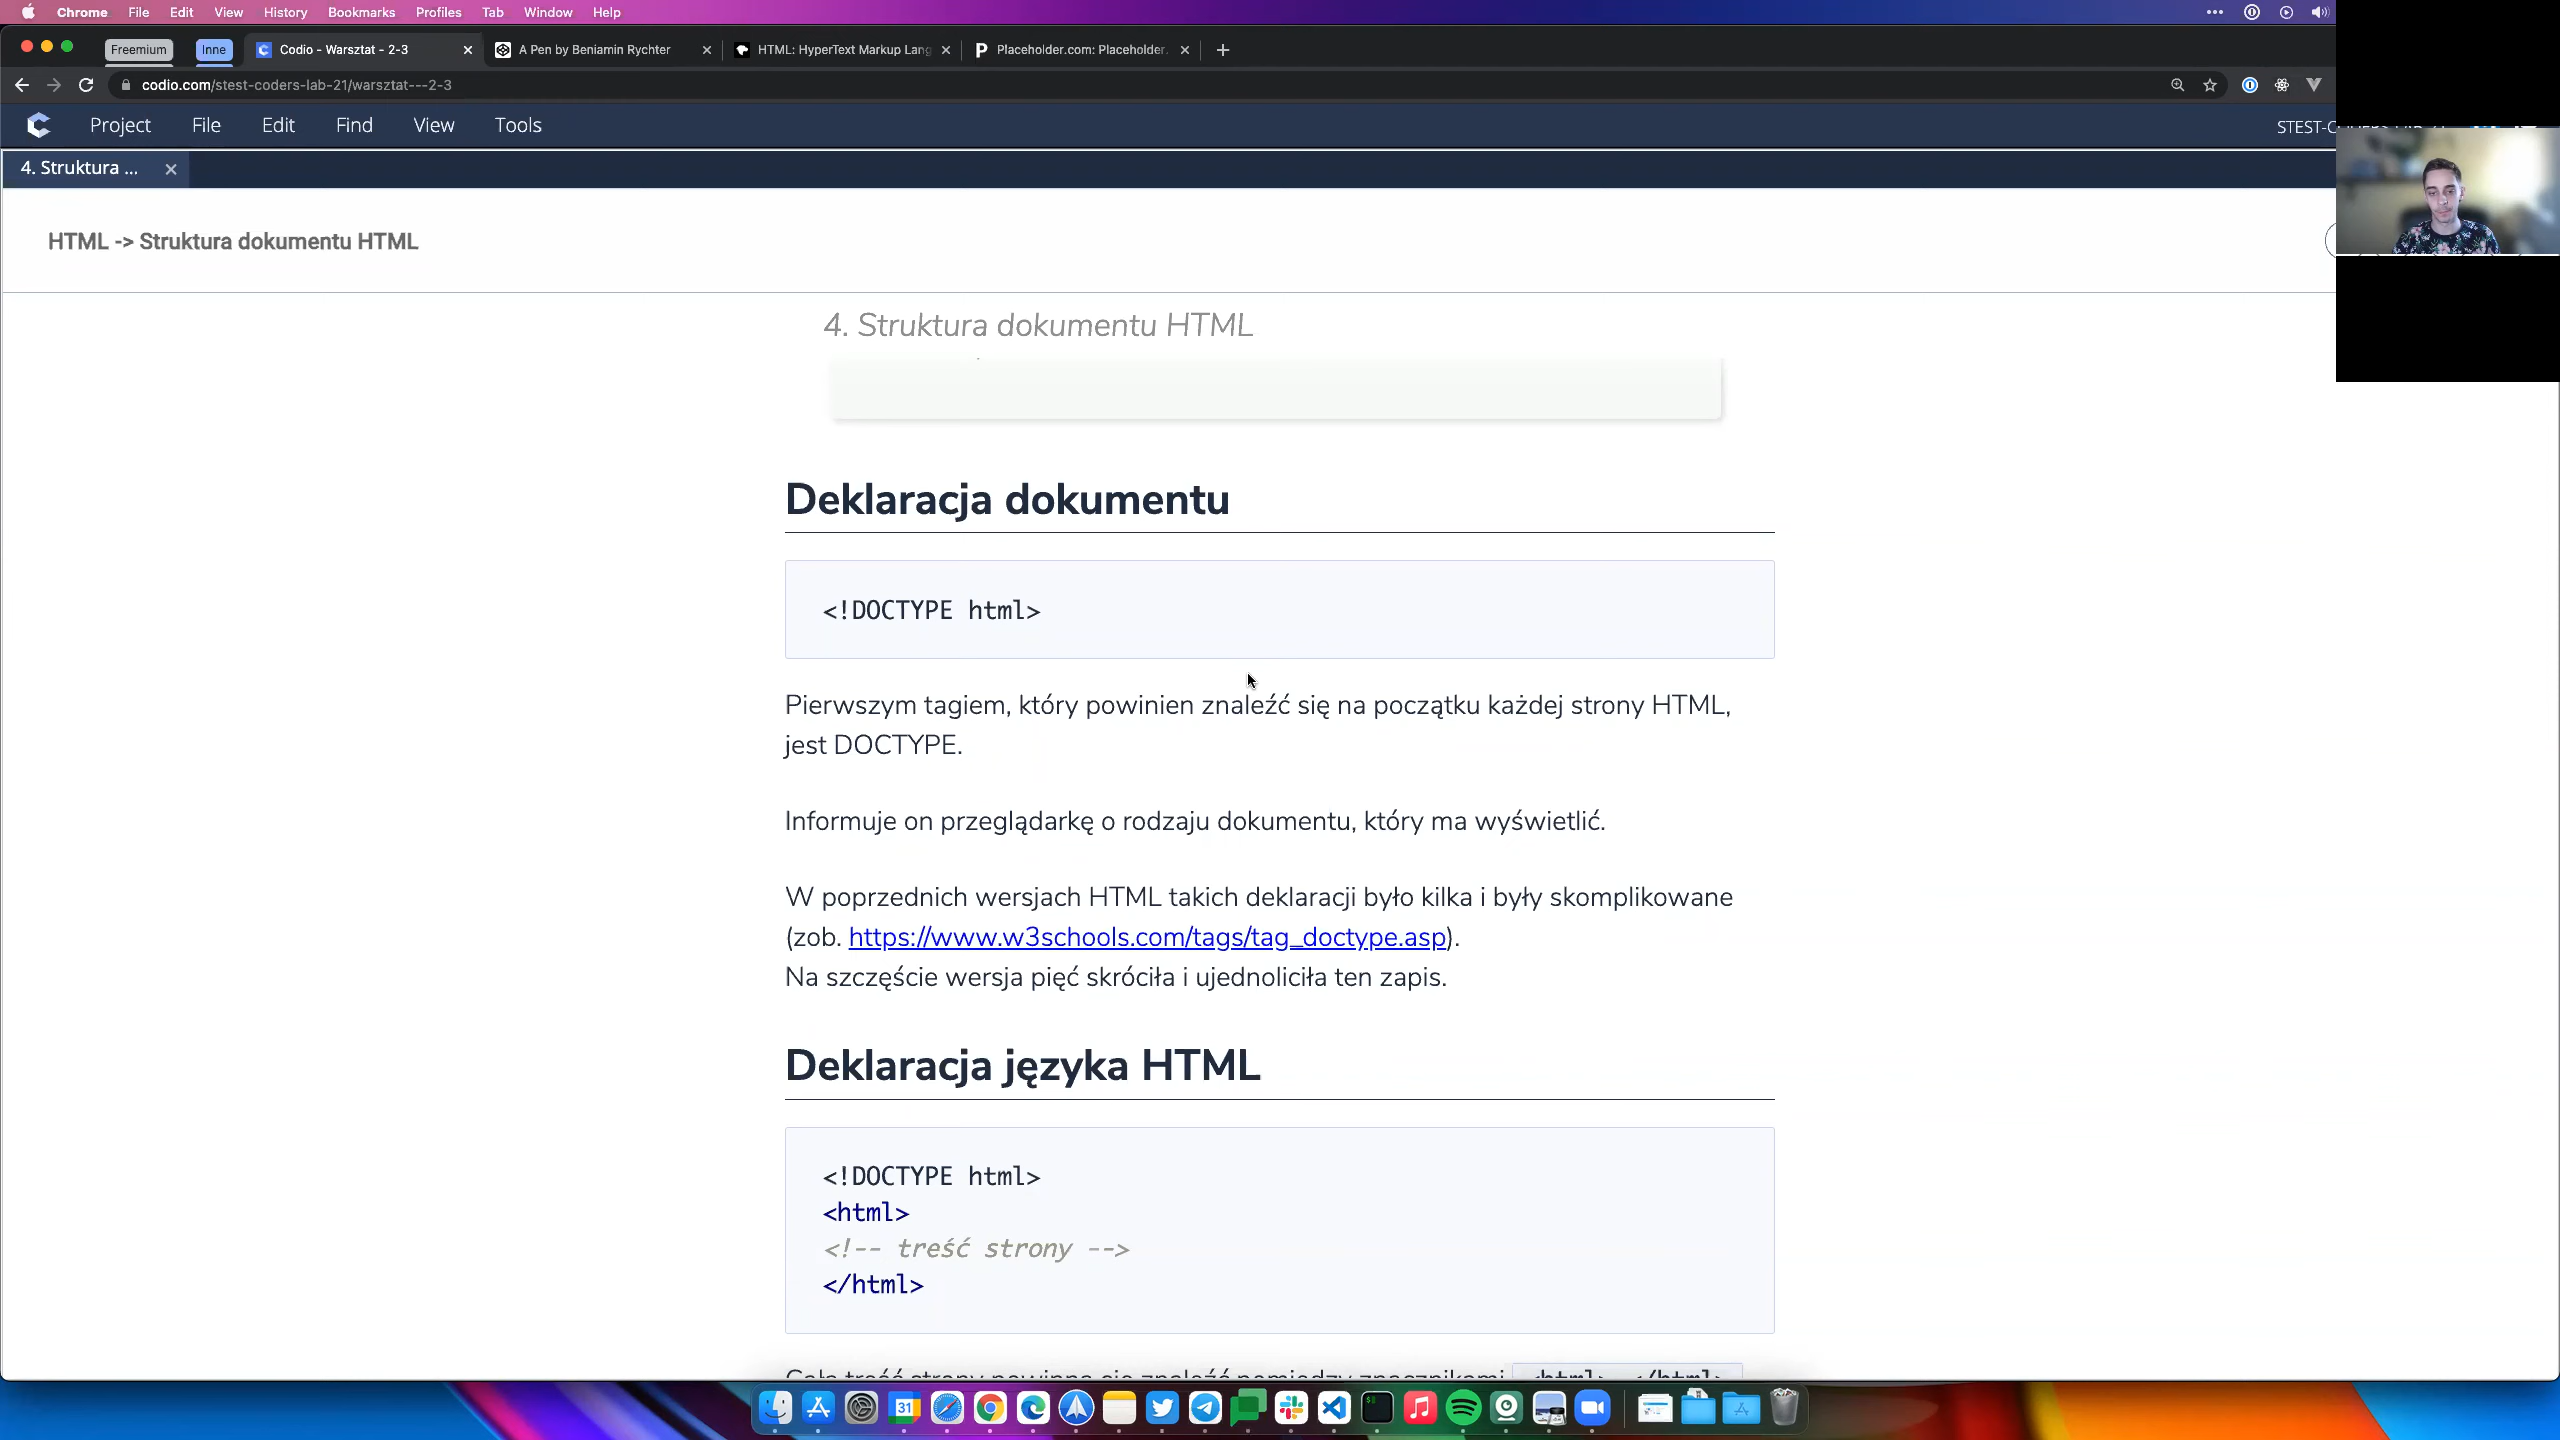 Chrome File Edit View History Bookmarks Profiles Tab Window Help
Freemium Inne Codio - Warsztat - 2-3 A Pen by Beniamin Rychter HTML: HyperText Markup Lang Placeholder.com: Placeholder.
codio.com/stest-coders-lab-21/warsztat---2-3
Project File Edit Find View Tools
4. Struktura ...
HTML -> Struktura dokumentu HTML
4. Struktura dokumentu HTML
Deklaracja dokumentu
<!DOCTYPE html>
Pierwszym tagiem, który powinien znaleźć się na początku każdej strony HTML,
jest DOCTYPE.
Informuje on przeglądarkę o rodzaju dokumentu, który ma wyświetlić.
W poprzednich wersjach HTML takich deklaracji było kilka i były skomplikowane
(zob. https://www.w3schools.com/tags/tag_doctype.asp).
Na szczęście wersja pięć skróciła i ujednoliciła ten zapis.
Deklaracja języka HTML
<!DOCTYPE html>
<html>
<!-- treść strony -->
</html>
31